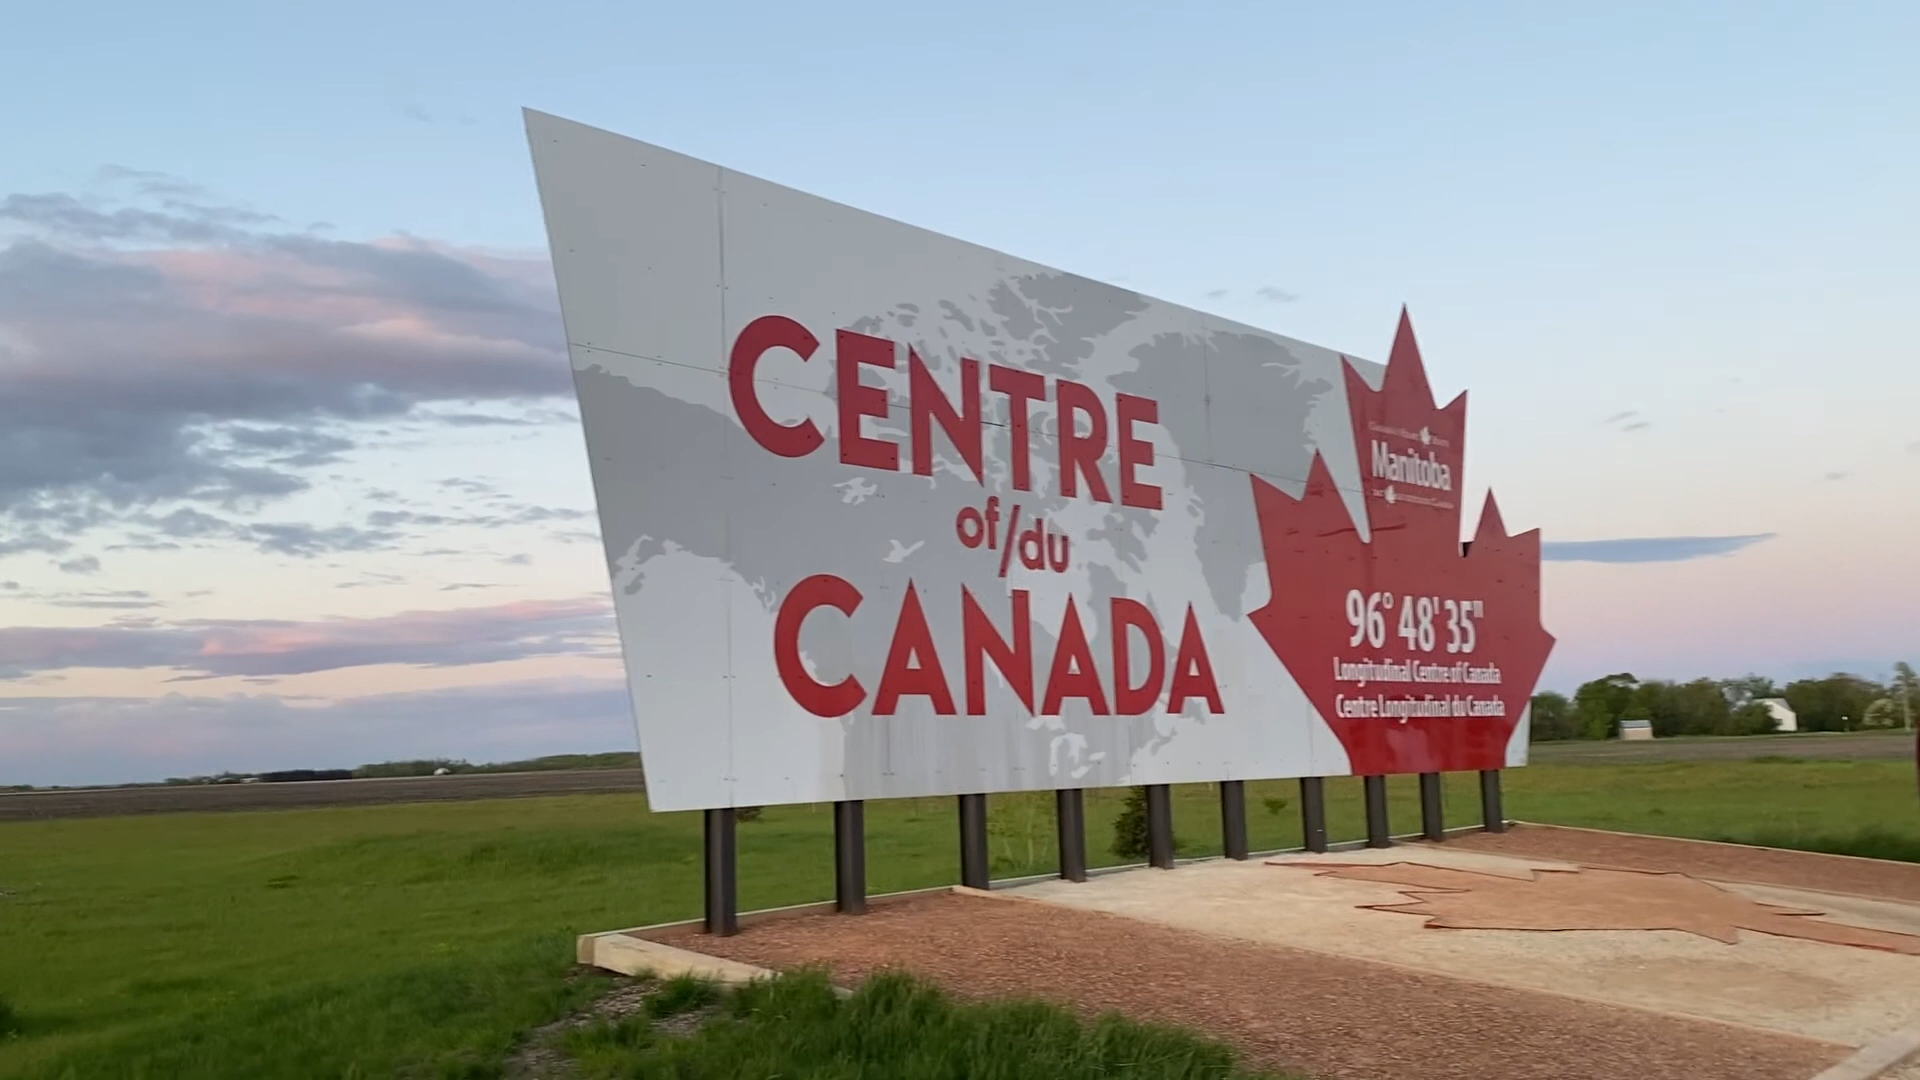 CENTRE
of/du
CANADA
Manitoba
96° 48' 35"
Longitudinal Centre of Canada
Centre Longitudinal du Canada